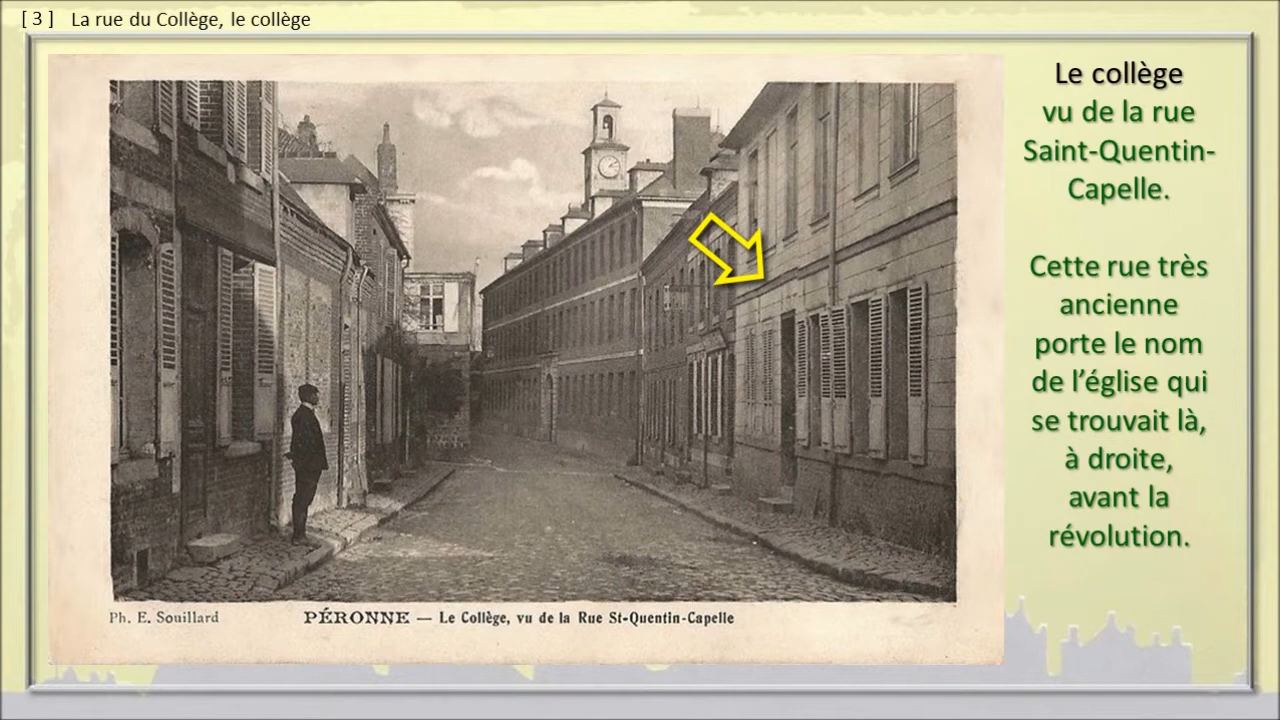 [ 3 ] La rue du Collège, le collège
Le collège
vu de la rue
Saint-Quentin-
Capelle.
Cette rue très
ancienne
porte le nom
de l’église qui
se trouvait là,
à droite,
avant la
révolution.
Ph. E. Souillard
PÉRONNE — Le Collège, vu de la Rue St-Quentin-Capelle